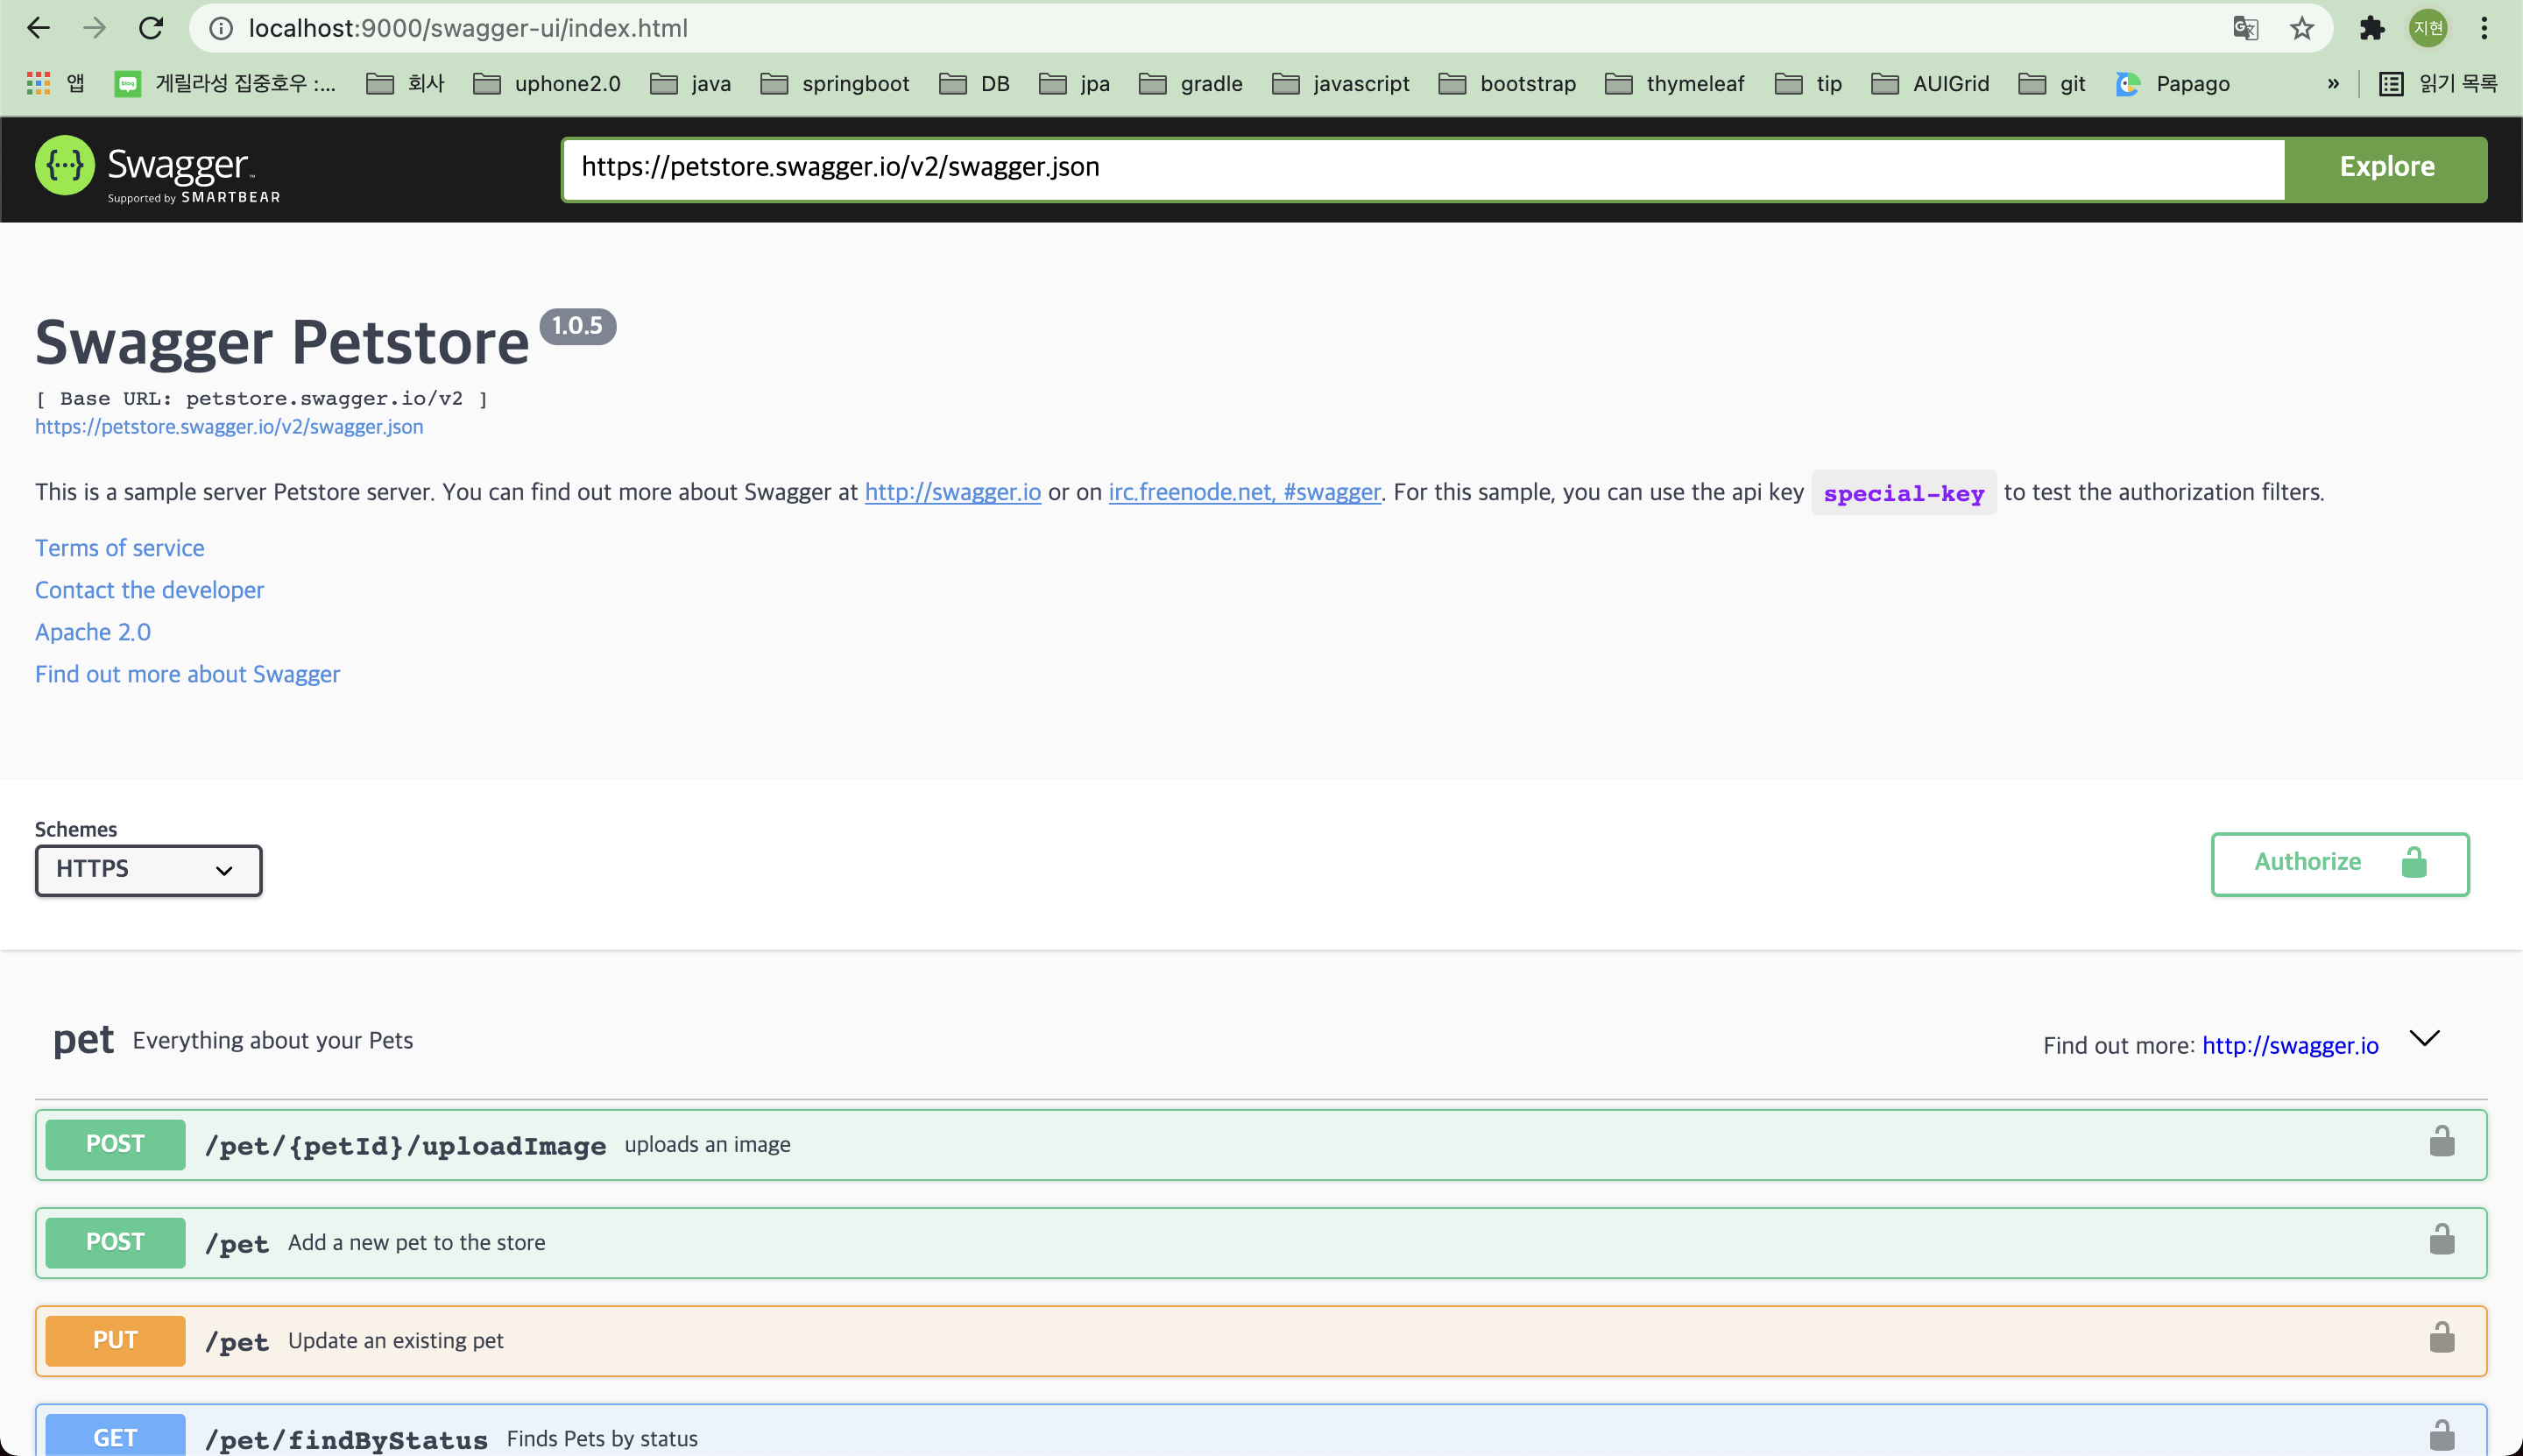 localhost:9000/swagger-ui/index.html
지현
앱 게릴라성 집중호우 :... 회사 uphone2.0 java springboot DB jpa gradle javascript bootstrap thymeleaf tip AUIGrid git Papago » 읽기 목록
{···} Swagger™ https://petstore.swagger.io/v2/swagger.json Explore
Supported by SMARTBEAR
Swagger Petstore 1.0.5
[ Base URL: petstore.swagger.io/v2 ]
https://petstore.swagger.io/v2/swagger.json
This is a sample server Petstore server. You can find out more about Swagger at http://swagger.io or on irc.freenode.net, #swagger. For this sample, you can use the api key special-key to test the authorization filters.
Terms of service
Contact the developer
Apache 2.0
Find out more about Swagger
Schemes
HTTPS Authorize
pet Everything about your Pets Find out more: http://swagger.io
POST /pet/{petId}/uploadImage uploads an image
POST /pet Add a new pet to the store
PUT /pet Update an existing pet
GET /pet/findByStatus Finds Pets by status